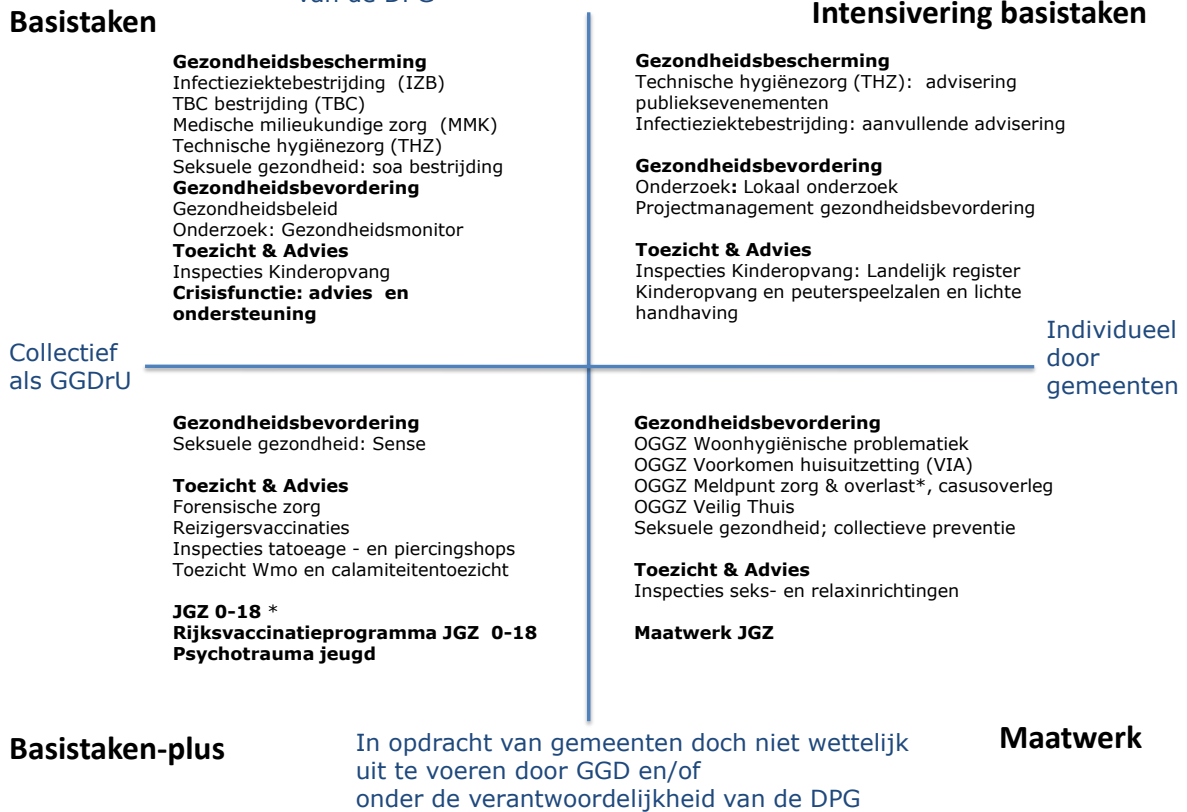 van de DPG
Basistaken
Intensivering basistaken
Gezondheidsbescherming
Infectieziektebestrijding (IZB)
TBC bestrijding (TBC)
Medische milieukundige zorg (MMK)
Technische hygiënezorg (THZ)
Seksuele gezondheid: soa bestrijding
Gezondheidsbevordering
Gezondheidsbeleid
Onderzoek: Gezondheidsmonitor
Toezicht & Advies
Inspecties Kinderopvang
Crisisfunctie: advies en
ondersteuning
Gezondheidsbescherming
Technische hygiënezorg (THZ): advisering
publieksevenementen
Infectieziektebestrijding: aanvullende advisering
Gezondheidsbevordering
Onderzoek: Lokaal onderzoek
Projectmanagement gezondheidsbevordering
Toezicht & Advies
Inspecties Kinderopvang: Landelijk register
Kinderopvang en peuterspeelzalen en lichte
handhaving
Collectief
als GGDrU
Individueel
door
gemeenten
Gezondheidsbevordering
Seksuele gezondheid: Sense
Toezicht & Advies
Forensische zorg
Reizigersvaccinaties
Inspecties tatoeage - en piercingshops
Toezicht Wmo en calamiteitentoezicht
JGZ 0-18 *
Rijksvaccinatieprogramma JGZ 0-18
Psychotrauma jeugd
Gezondheidsbevordering
OGGZ Woonhygiënische problematiek
OGGZ Voorkomen huisuitzetting (VIA)
OGGZ Meldpunt zorg & overlast*, casusoverleg
OGGZ Veilig Thuis
Seksuele gezondheid; collectieve preventie
Toezicht & Advies
Inspecties seks- en relaxinrichtingen
Maatwerk JGZ
Basistaken-plus
In opdracht van gemeenten doch niet wettelijk
uit te voeren door GGD en/of
onder de verantwoordelijkheid van de DPG
Maatwerk